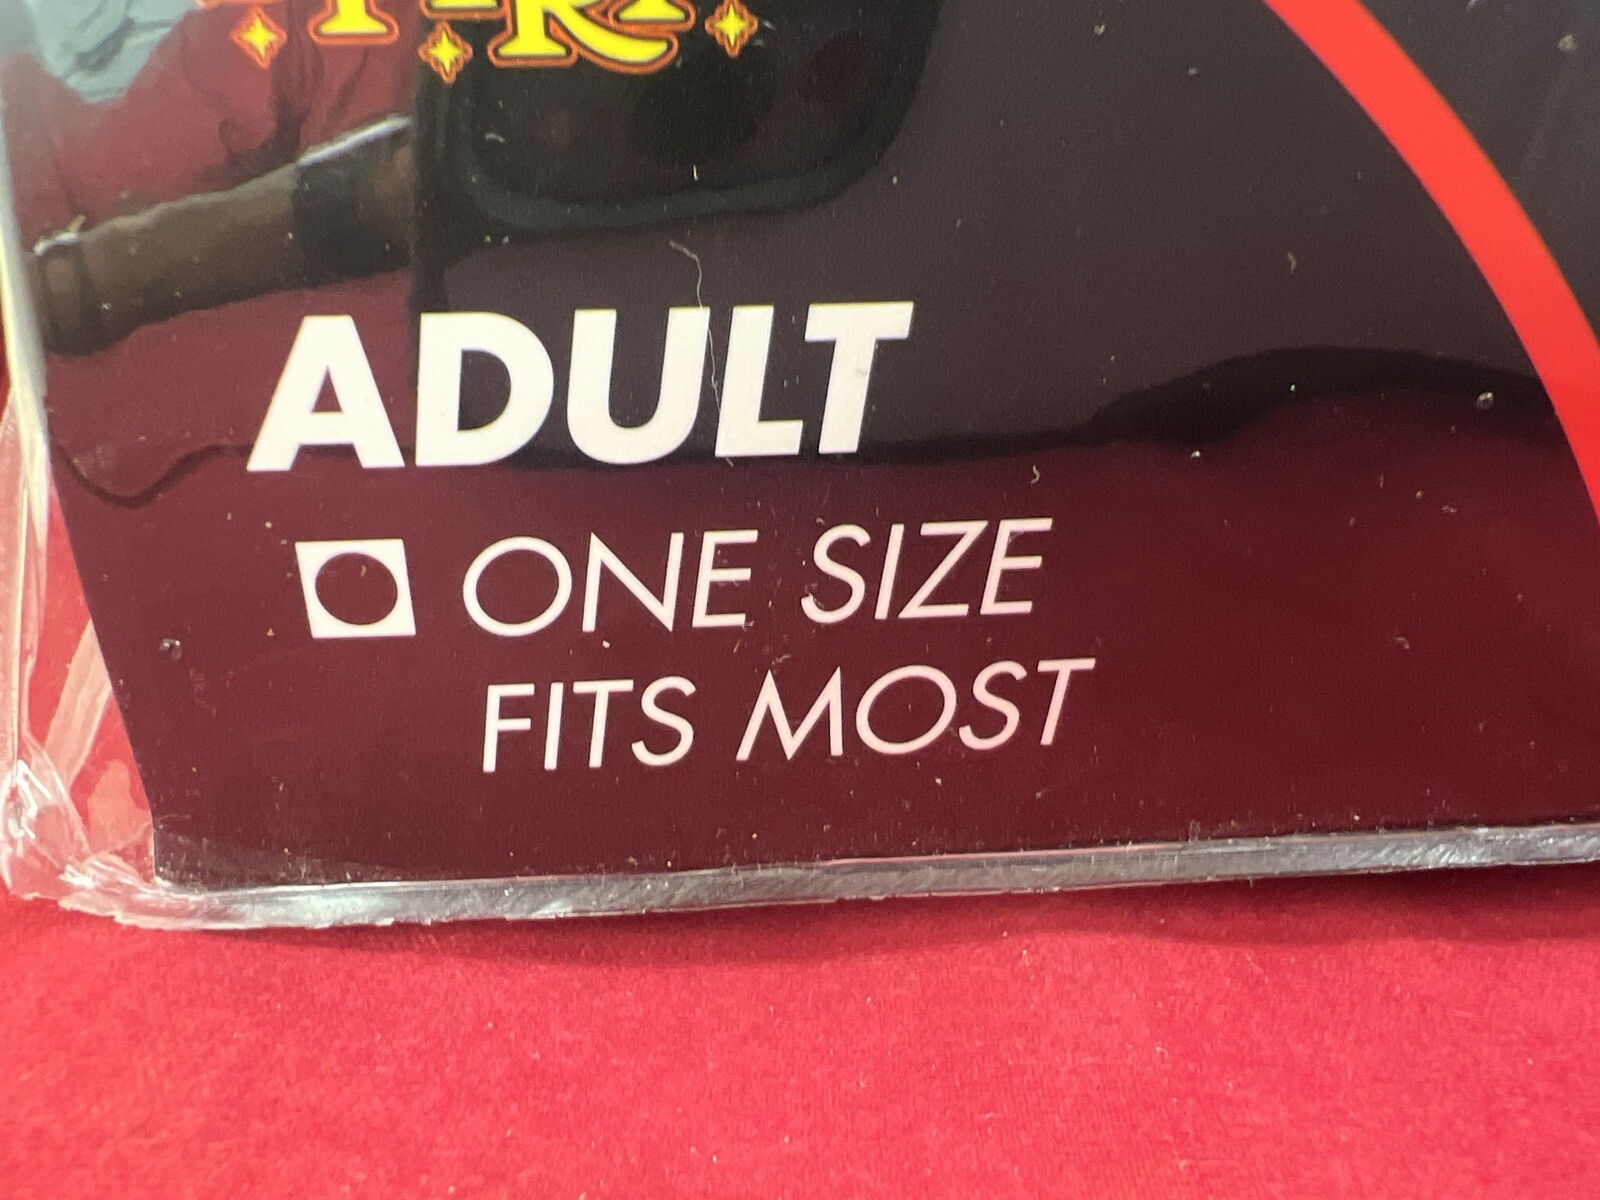 ADULT
ONE SIZE
FITS MOST